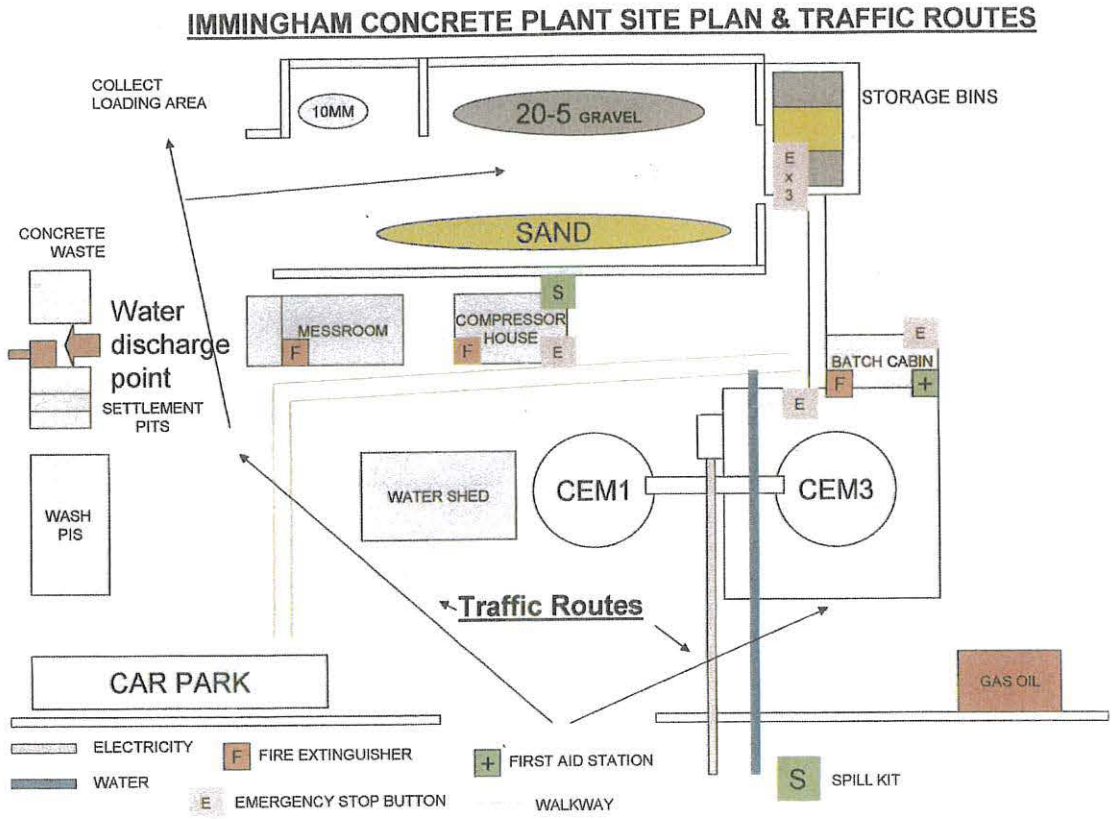 IMMINGHAM CONCRETE PLANT SITE PLAN & TRAFFIC ROUTES
COLLECT
LOADING AREA
10MM
20-5 GRAVEL
STORAGE BINS
E
x
3
SAND
CONCRETE
WASTE
Water
discharge
point
SETTLEMENT
PITS
MESSROOM
F
S
COMPRESSOR
HOUSE
F
E
E
BATCH CABIN
F
+
E
WASH
PIS
WATER SHED
CEM1
CEM3
Traffic Routes
CAR PARK
GAS OIL
ELECTRICITY
F FIRE EXTINGUISHER
+ FIRST AID STATION
S SPILL KIT
WATER
E EMERGENCY STOP BUTTON
WALKWAY